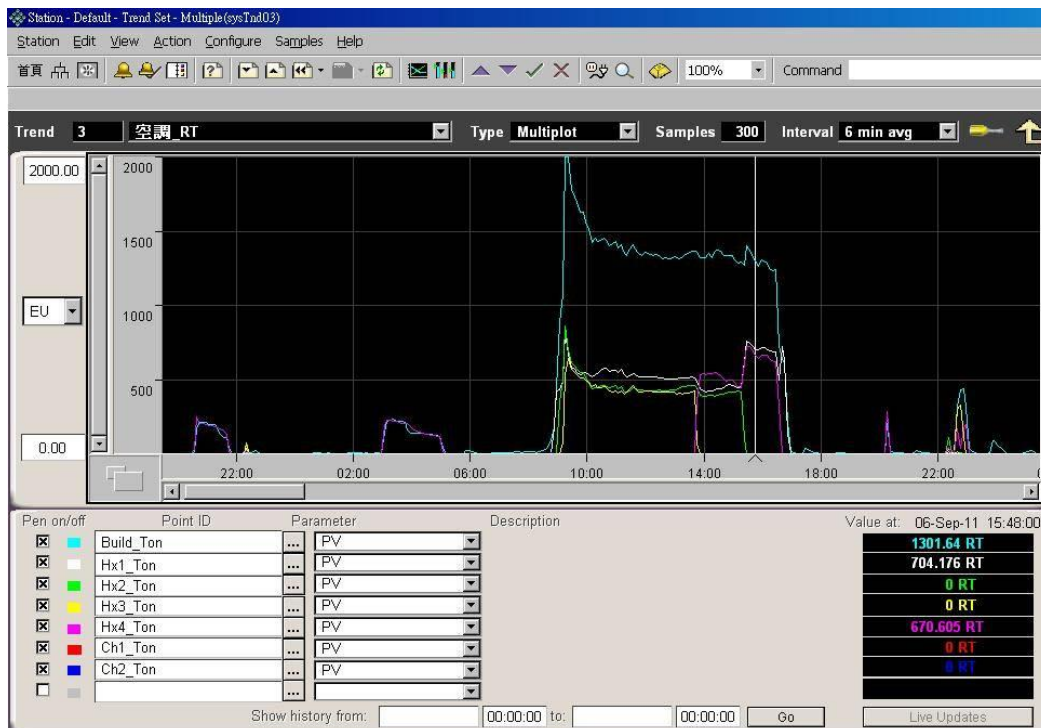 Station - Default - Trend Set - Multiple(sysTnd03)
Station Edit View Action Configure Samples Help
首頁 100% Command
Trend 3 空調_RT Type Multiplot Samples 300 Interval 6 min avg
2000.00 2000
1500
EU 1000
500
0.00
22:00 02:00 06:00 10:00 14:00 18:00 22:00
Pen on/off Point ID Parameter Description Value at: 06-Sep-11 15:48:00
Build_Ton ... PV 1301.64 RT
Hx1_Ton ... PV 704.176 RT
Hx2_Ton ... PV 0 RT
Hx3_Ton ... PV 0 RT
Hx4_Ton ... PV 670.605 RT
Ch1_Ton ... PV 0 RT
Ch2_Ton ... PV 0 RT
...
Show history from: 00:00:00 to: 00:00:00 Go Live Updates